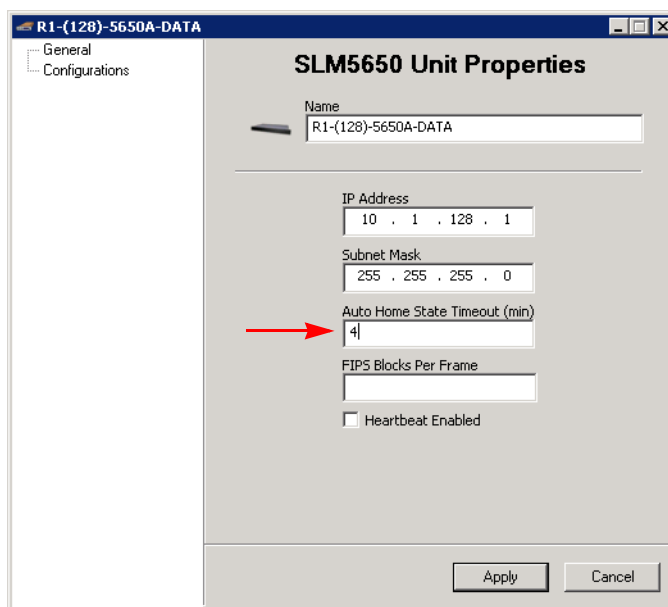 R1-(128)-5650A-DATA
General
Configurations
SLM5650 Unit Properties
Name
R1-(128)-5650A-DATA
IP Address
10 . 1 . 128 . 1
Subnet Mask
255 . 255 . 255 . 0
Auto Home State Timeout (min)
4
FIPS Blocks Per Frame
Heartbeat Enabled
Apply Cancel